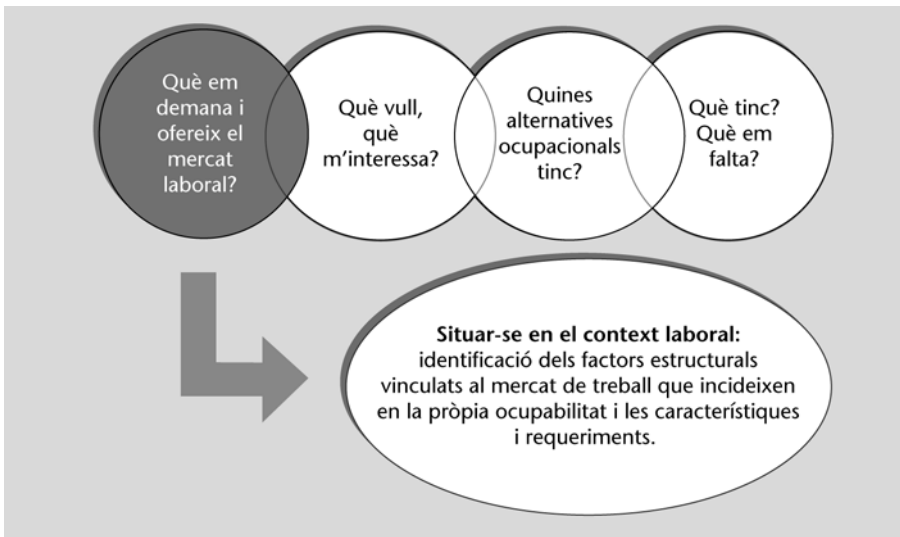 Què em
demana i
ofereix el
mercat
laboral?
Què vull,
què
m'interessa?
Quines
alternatives
ocupacionals
tinc?
Què tinc?
Què em
falta?
Situar-se en el context laboral:
identificació dels factors estructurals
vinculats al mercat de treball que incideixen
en la pròpia ocupabilitat i les característiques
i requeriments.